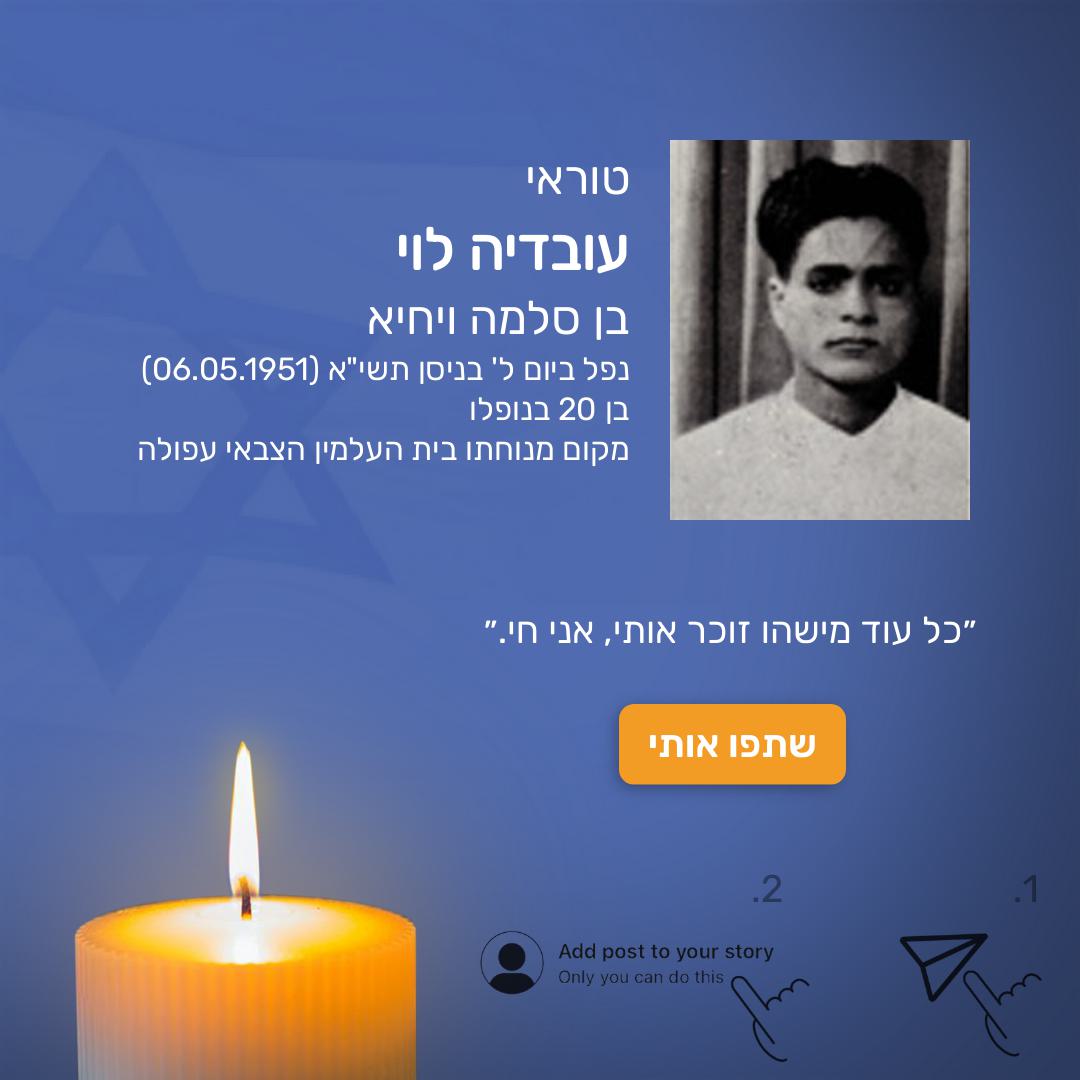 טוראי
עובדיה לוי
בן סלמה ויחיא
נפל ביום ל' בניסן תשי"א (06.05.1951)
בן 20 בנופלו
מקום מנוחתו בית העלמין הצבאי עפולה
״כל עוד מישהו זוכר אותי, אני חי.״
שתפו אותי
1.
2.
Add post to your story
Only you can do this